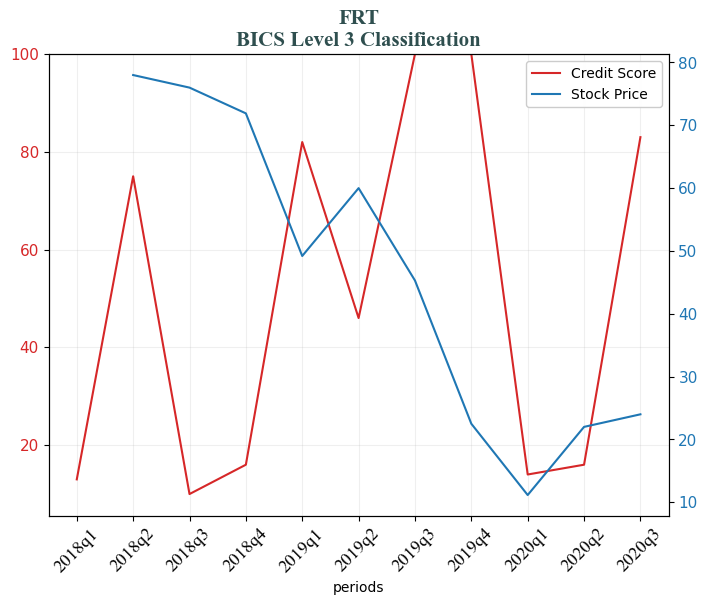 FRT
BICS Level 3 Classification
Credit Score
Stock Price
100
80
60
40
20
80
70
60
50
40
30
20
10
2018q1
2018q2
2018q3
2018q4
2019q1
2019q2
2019q3
2019q4
2020q1
2020q2
2020q3
periods